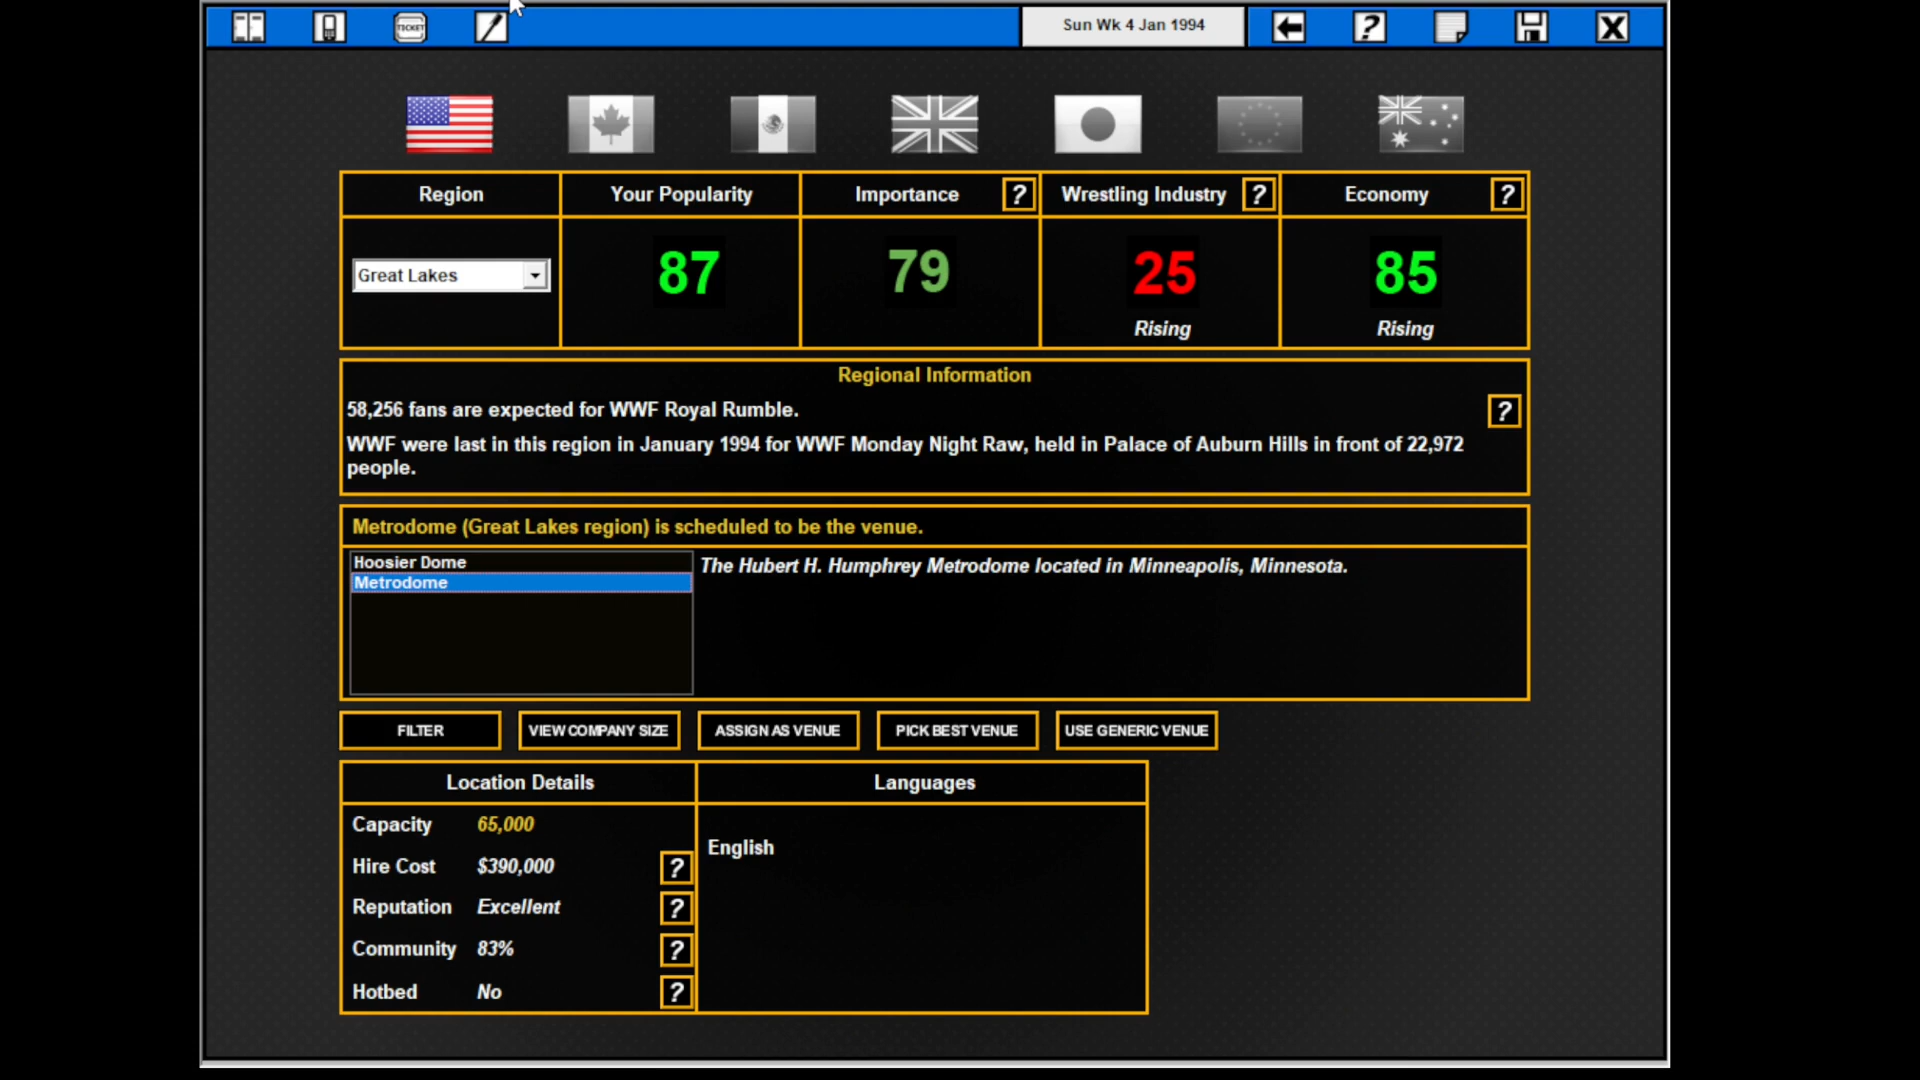 TICKET
Sun Wk 4 Jan 1994
?
X
Region
Your Popularity
Importance ?
Wrestling Industry ?
Economy ?
Great Lakes
87
79
25
85
Rising
Rising
Regional Information
58,256 fans are expected for WWF Royal Rumble.
?
WWF were last in this region in January 1994 for WWF Monday Night Raw, held in Palace of Auburn Hills in front of 22,972
people.
Metrodome (Great Lakes region) is scheduled to be the venue.
Hoosier Dome
Metrodome
The Hubert H. Humphrey Metrodome located in Minneapolis, Minnesota.
FILTER
VIEW COMPANY SIZE
ASSIGN AS VENUE
PICK BEST VENUE
USE GENERIC VENUE
Location Details
Languages
Capacity 65,000
Hire Cost $390,000 ?
Reputation Excellent ?
Community 83% ?
Hotbed No ?
English